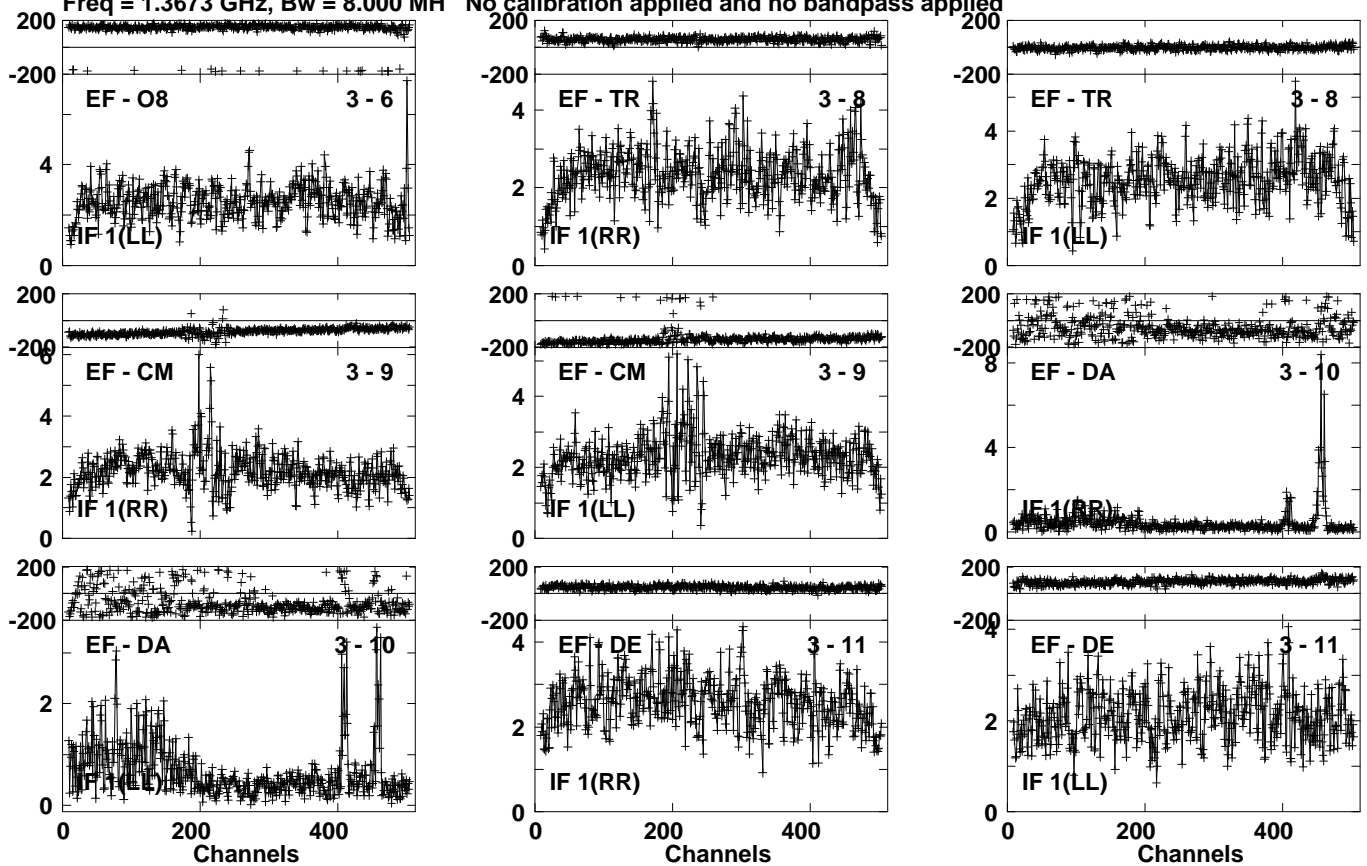 Freq = 1.3673 GHz, Bw = 8.000 MH No calibration applied and no bandpass applied
200
-200
EF - O8 3 - 6
4
0
IF 1(LL)
200
-200
EF - TR 3 - 8
4
2
0
IF 1(RR)
200
-200
EF - TR 3 - 8
4
2
0
IF 1(LL)
200
-200
6
EF - CM 3 - 9
4
2
0
IF 1(RR)
200
-200
EF - CM 3 - 9
4
2
0
IF 1(LL)
200
-200
8
EF - DA 3 - 10
4
0
IF 1(RR)
200
-200
EF - DA 3 - 10
2
0
IF 1(LL)
0 200 400
Channels
200
-200
EF - DE 3 - 11
4
2
0
IF 1(RR)
0 200 400
Channels
200
-200
4
EF - DE 3 - 11
2
0
IF 1(LL)
0 200 400
Channels